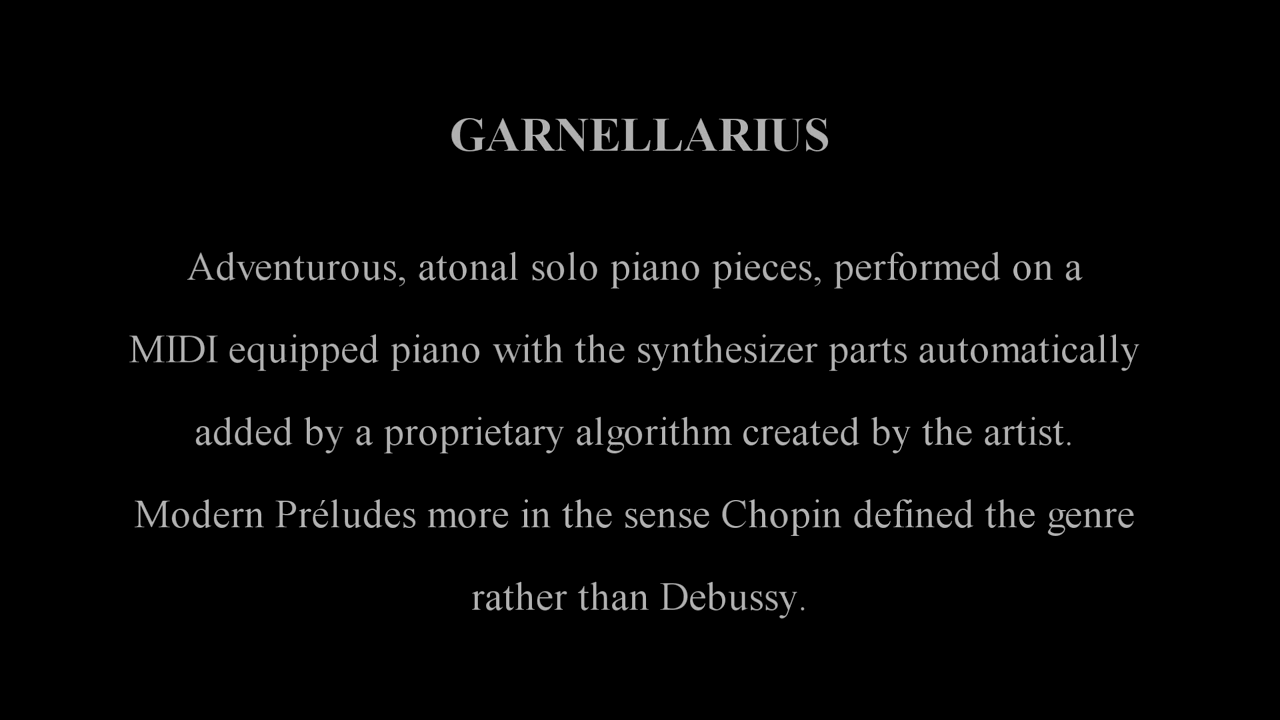 GARNELLARIUS
Adventurous, atonal solo piano pieces, performed on a
MIDI equipped piano with the synthesizer parts automatically
added by a proprietary algorithm created by the artist.
Modern Préludes more in the sense Chopin defined the genre
rather than Debussy.